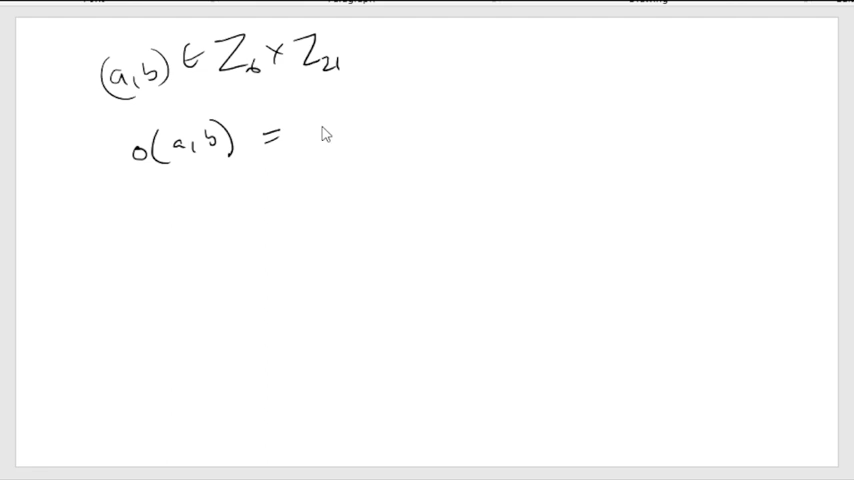 (a,b) ∈ Z₆ × Z₂₁
o(a,b) =